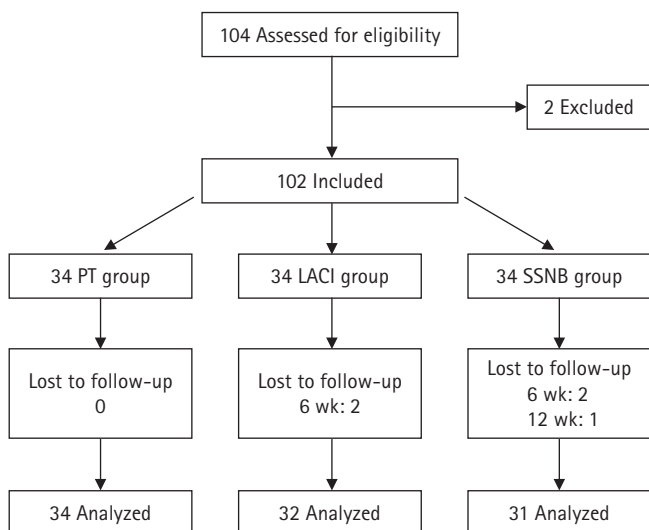 104 Assessed for eligibility
2 Excluded
102 Included
34 PT group
34 LACI group
34 SSNB group
Lost to follow-up
0
Lost to follow-up
6 wk: 2
Lost to follow-up
6 wk: 2
12 wk: 1
34 Analyzed
32 Analyzed
31 Analyzed